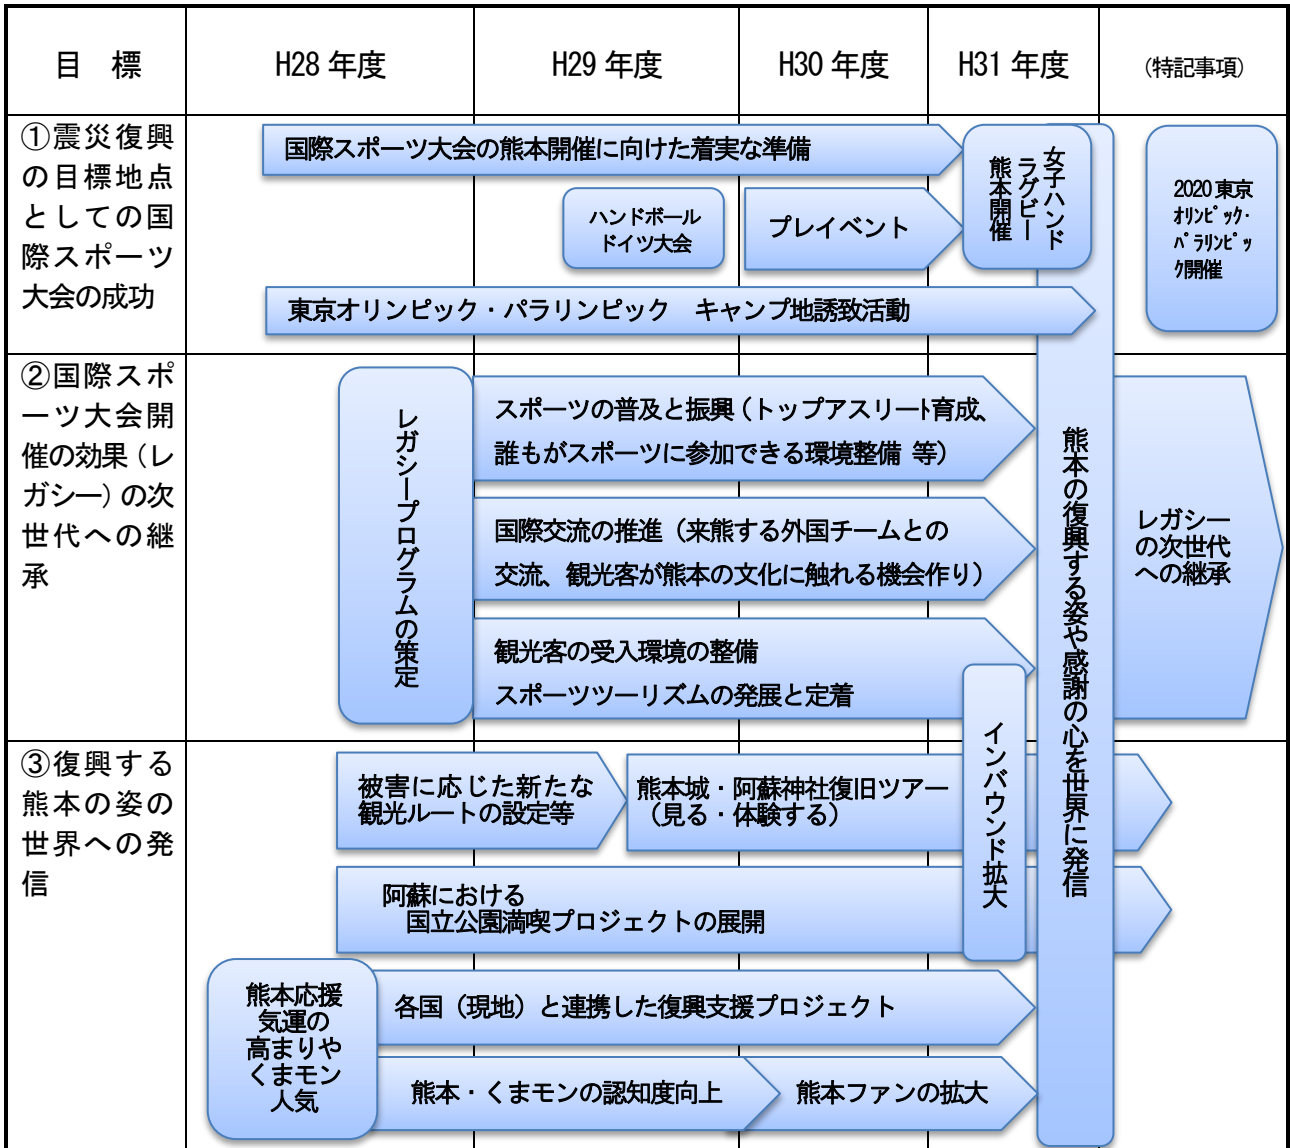 目　標
H28 年度
H29 年度
H30 年度
H31 年度
(特記事項)
①震災復興
の目標地点
としての国
際スポーツ
大会の成功
国際スポーツ大会の熊本開催に向けた着実な準備
ハンドボール
ドイツ大会
プレイベント
女子ハンド
ラグビー
熊本開催
2020 東京
オリンピック・
パラリンピッ
ク開催
東京オリンピック・パラリンピック　キャンプ地誘致活動
②国際スポ
ーツ大会開
催の効果（レ
ガシー）の次
世代への継
承
レガシープログラムの策定
スポーツの普及と振興（トップアスリート育成、
誰もがスポーツに参加できる環境整備 等）
国際交流の推進（来熊する外国チームとの
交流、観光客が熊本の文化に触れる機会作り）
観光客の受入環境の整備
スポーツツーリズムの発展と定着
熊本の復興する姿や感謝の心を世界に発信
レガシー
の次世代
への継承
③復興する
熊本の姿の
世界への発
信
被害に応じた新たな
観光ルートの設定等
熊本城・阿蘇神社復旧ツアー
（見る・体験する）
インバウンド拡大
阿蘇における
国立公園満喫プロジェクトの展開
熊本応援
気運の
高まりや
くまモン
人気
各国（現地）と連携した復興支援プロジェクト
熊本・くまモンの認知度向上
熊本ファンの拡大